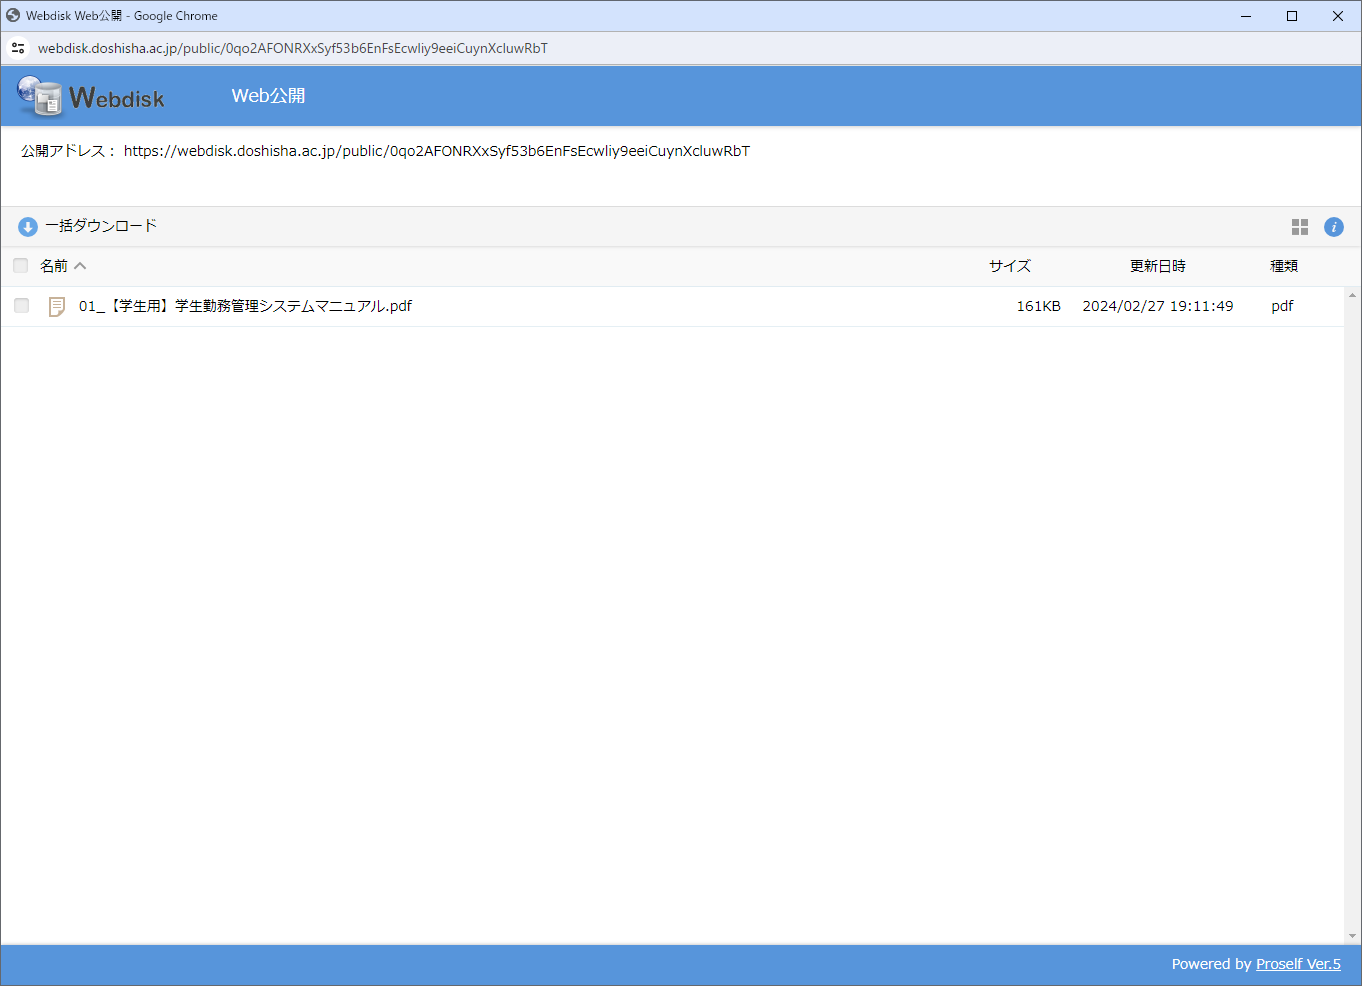 Webdisk Web公開 - Google Chrome
webdisk.doshisha.ac.jp/public/0qo2AFONRXxSyf53b6EnFsEcwliy9eeiCuynXcluwRbT
Webdisk Web公開
公開アドレス： https://webdisk.doshisha.ac.jp/public/0qo2AFONRXxSyf53b6EnFsEcwliy9eeiCuynXcluwRbT
一括ダウンロード
名前 サイズ 更新日時 種類
01_【学生用】学生勤務管理システムマニュアル.pdf 161KB 2024/02/27 19:11:49 pdf
Powered by Proself Ver.5